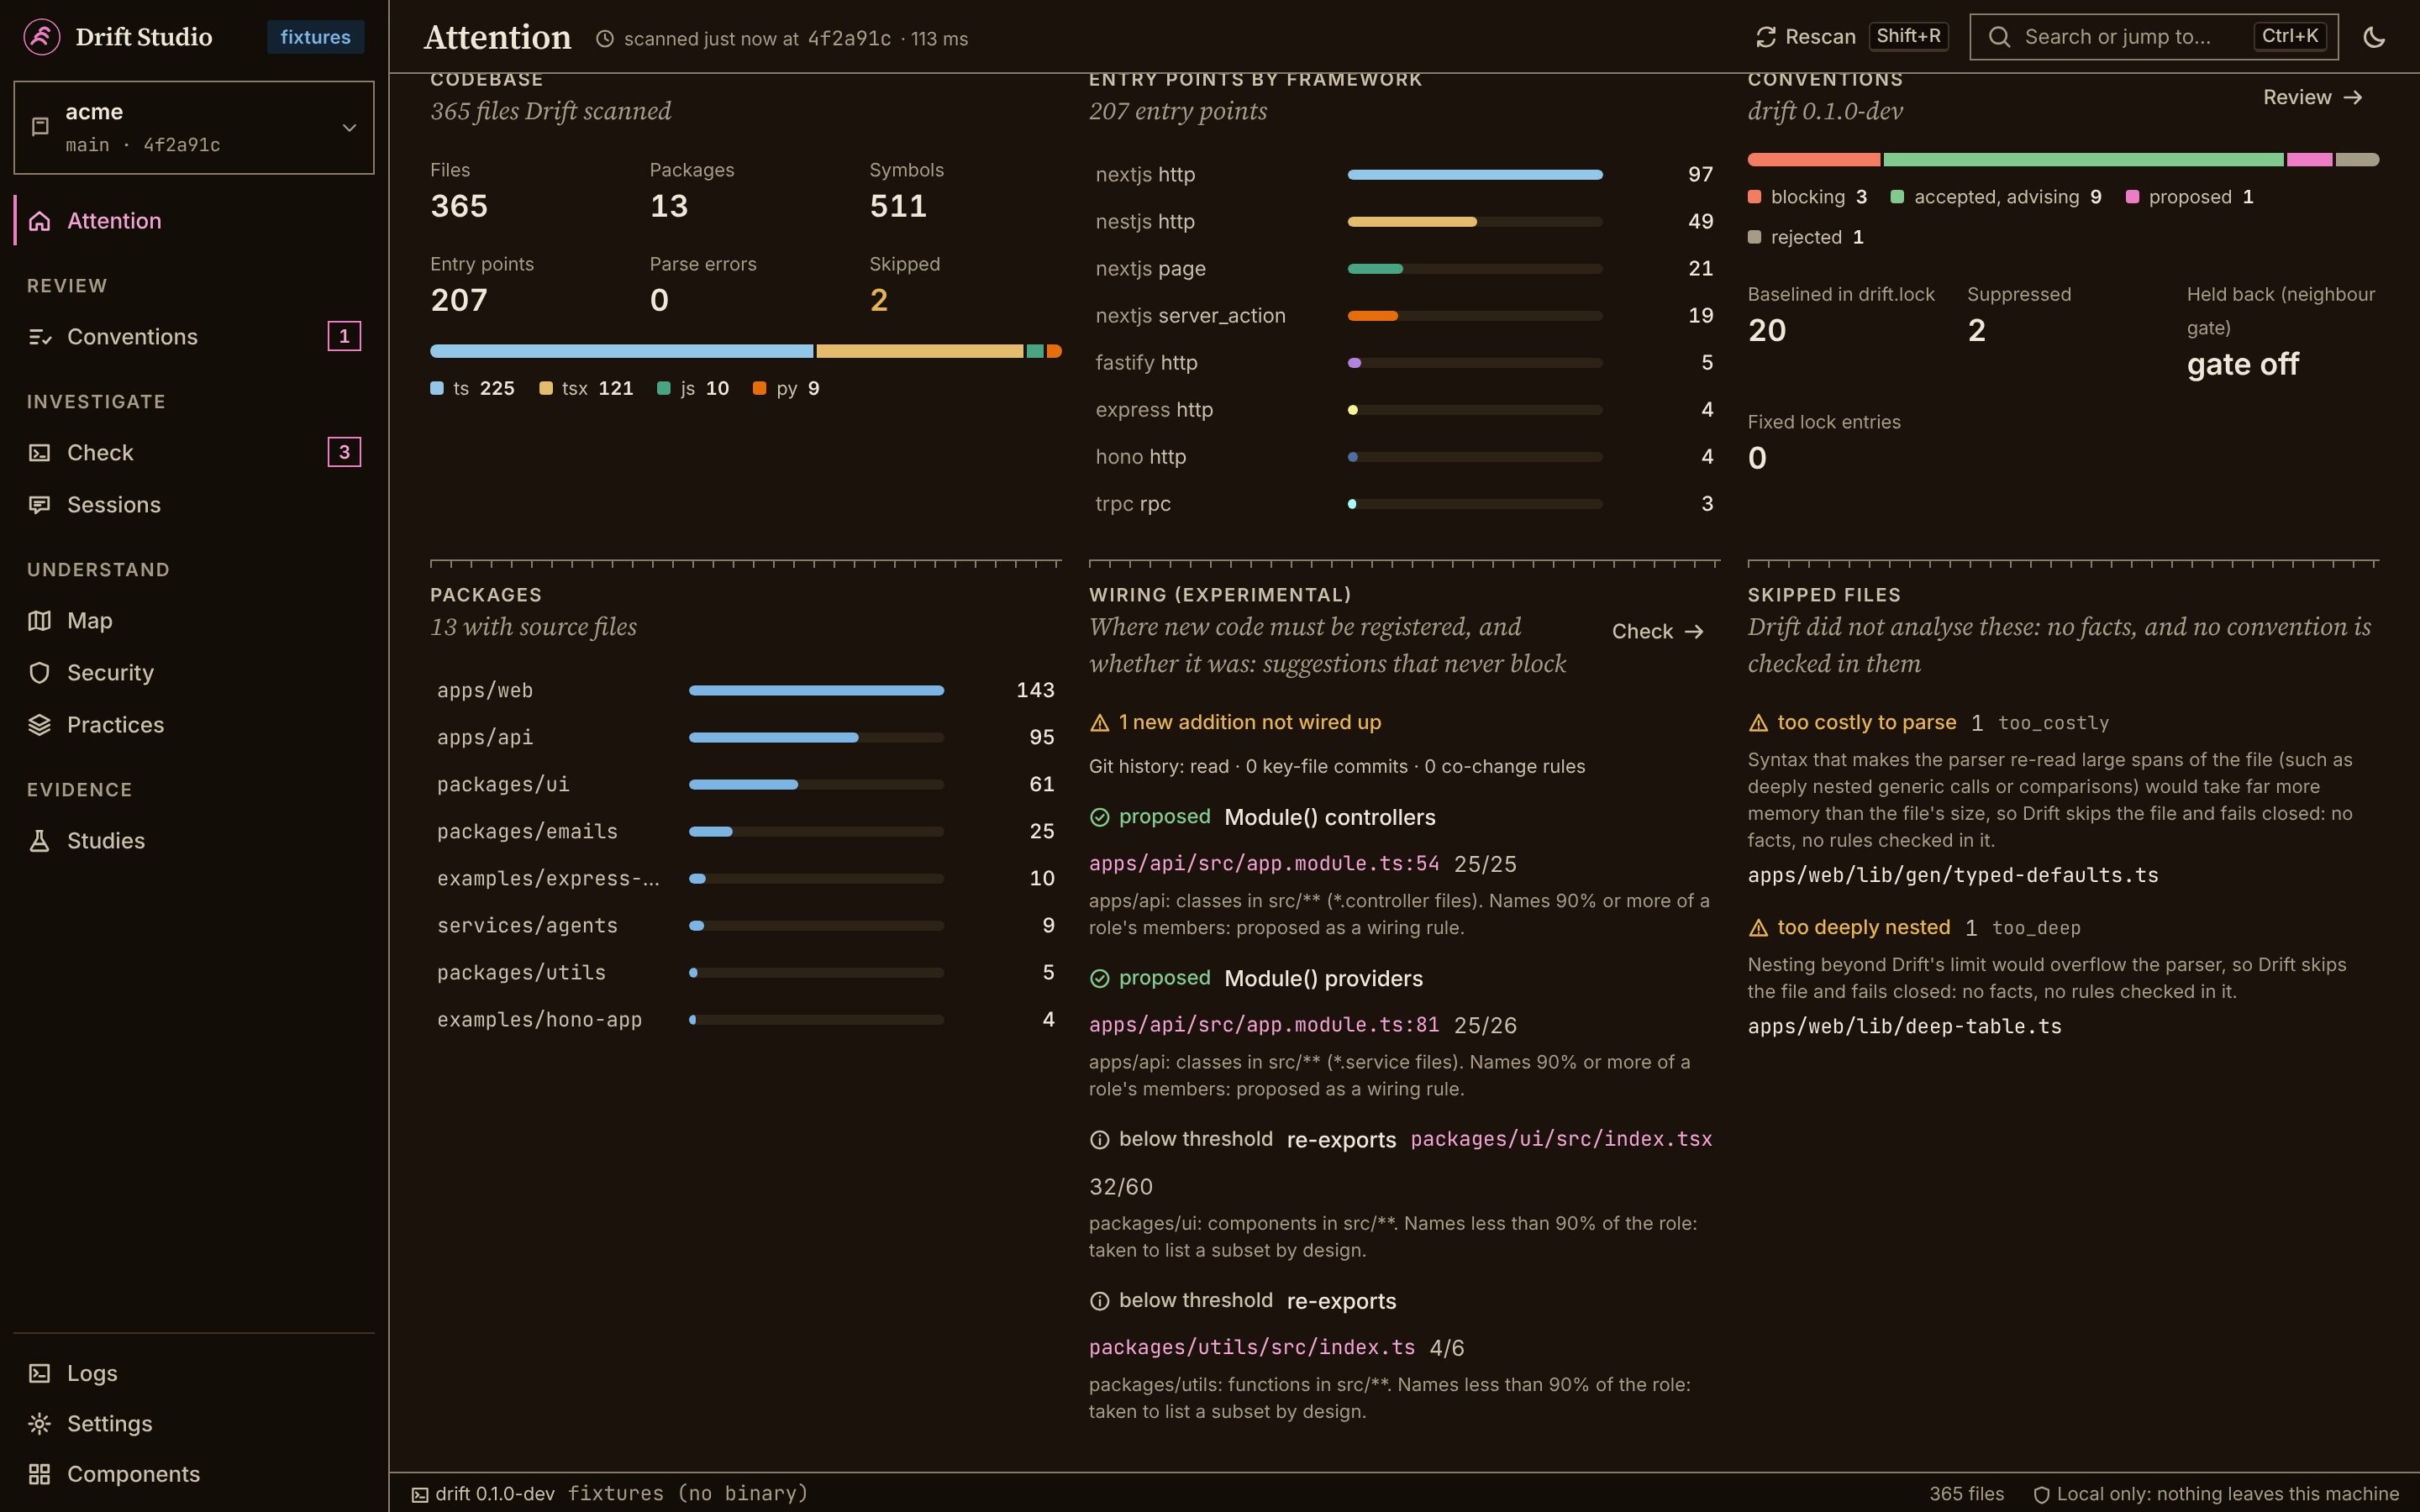 Drift Studio
fixtures
acme
main · 4f2a91c
Attention
REVIEW
Conventions 1
INVESTIGATE
Check 3
Sessions
UNDERSTAND
Map
Security
Practices
EVIDENCE
Studies
Logs
Settings
Components
Attention
scanned just now at 4f2a91c · 113 ms
Rescan Shift+R
Search or jump to... Ctrl+K
CODEBASE
365 files Drift scanned
Files Packages Symbols
365 13 511
Entry points Parse errors Skipped
207 0 2
ts 225 tsx 121 js 10 py 9
ENTRY POINTS BY FRAMEWORK
207 entry points
nextjs http 97
nestjs http 49
nextjs page 21
nextjs server_action 19
fastify http 5
express http 4
hono http 4
trpc rpc 3
CONVENTIONS
drift 0.1.0-dev
Review →
blocking 3 accepted, advising 9 proposed 1
rejected 1
Baselined in drift.lock
20
Suppressed
2
Held back (neighbour
gate)
gate off
Fixed lock entries
0
PACKAGES
13 with source files
apps/web 143
apps/api 95
packages/ui 61
packages/emails 25
examples/express-... 10
services/agents 9
packages/utils 5
examples/hono-app 4
WIRING (EXPERIMENTAL)
Where new code must be registered, and
whether it was: suggestions that never block
Check →
1 new addition not wired up
Git history: read · 0 key-file commits · 0 co-change rules
proposed Module() controllers
apps/api/src/app.module.ts:54 25/25
apps/api: classes in src/** (*.controller files). Names 90% or more of a
role's members: proposed as a wiring rule.
proposed Module() providers
apps/api/src/app.module.ts:81 25/26
apps/api: classes in src/** (*.service files). Names 90% or more of a
role's members: proposed as a wiring rule.
below threshold re-exports packages/ui/src/index.tsx
32/60
packages/ui: components in src/**. Names less than 90% of the role:
taken to list a subset by design.
below threshold re-exports
packages/utils/src/index.ts 4/6
packages/utils: functions in src/**. Names less than 90% of the role:
taken to list a subset by design.
SKIPPED FILES
Drift did not analyse these: no facts, and no convention is
checked in them
too costly to parse 1 too_costly
Syntax that makes the parser re-read large spans of the file (such as
deeply nested generic calls or comparisons) would take far more
memory than the file's size, so Drift skips the file and fails closed: no
facts, no rules checked in it.
apps/web/lib/gen/typed-defaults.ts
too deeply nested 1 too_deep
Nesting beyond Drift's limit would overflow the parser, so Drift skips
the file and fails closed: no facts, no rules checked in it.
apps/web/lib/deep-table.ts
drift 0.1.0-dev fixtures (no binary)
365 files
Local only: nothing leaves this machine